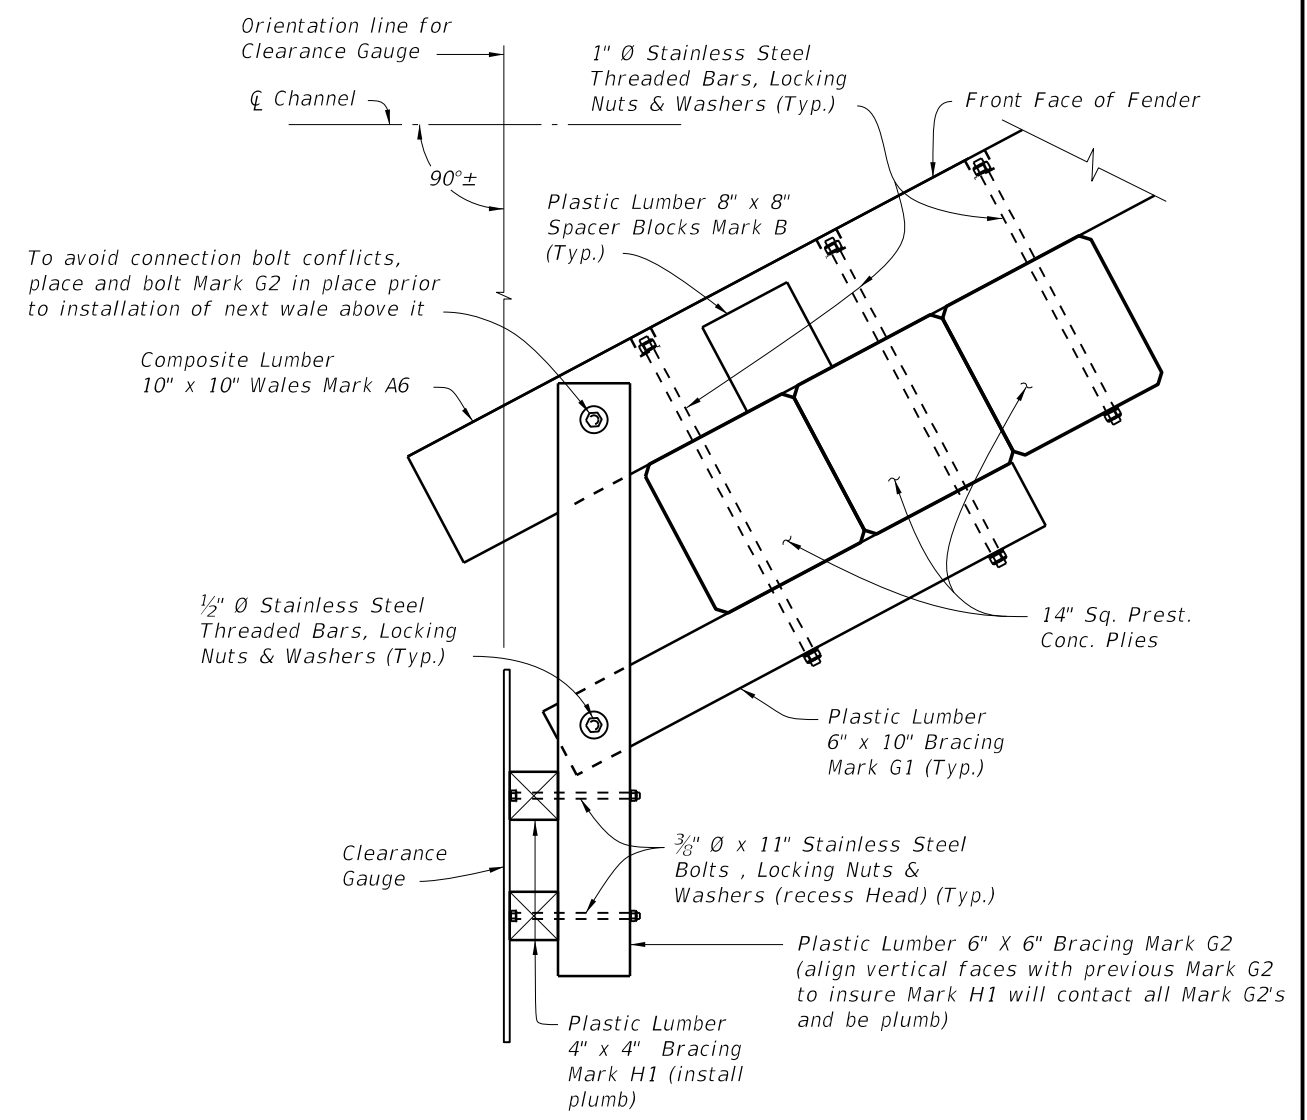 Orientation line for
Clearance Gauge
℄ Channel
90°±
1" Ø Stainless Steel
Threaded Bars, Locking
Nuts & Washers (Typ.)
Front Face of Fender
Plastic Lumber 8" x 8"
Spacer Blocks Mark B
(Typ.)
To avoid connection bolt conflicts,
place and bolt Mark G2 in place prior
to installation of next wale above it
Composite Lumber
10" x 10" Wales Mark A6
½" Ø Stainless Steel
Threaded Bars, Locking
Nuts & Washers (Typ.)
14" Sq. Prest.
Conc. Plies
Plastic Lumber
6" x 10" Bracing
Mark G1 (Typ.)
Clearance
Gauge
⅜" Ø x 11" Stainless Steel
Bolts , Locking Nuts &
Washers (recess Head) (Typ.)
Plastic Lumber 6" X 6" Bracing Mark G2
(align vertical faces with previous Mark G2
to insure Mark H1 will contact all Mark G2's
and be plumb)
Plastic Lumber
4" x 4" Bracing
Mark H1 (install
plumb)